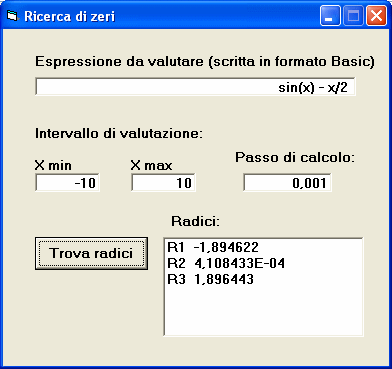 Ricerca di zeri
Espressione da valutare (scritta in formato Basic)
sin(x) - x/2
Intervallo di valutazione:
X min
X max
Passo di calcolo:
-10
10
0,001
Radici:
Trova radici
R1 -1,894622
R2 4,108433E-04
R3 1,896443